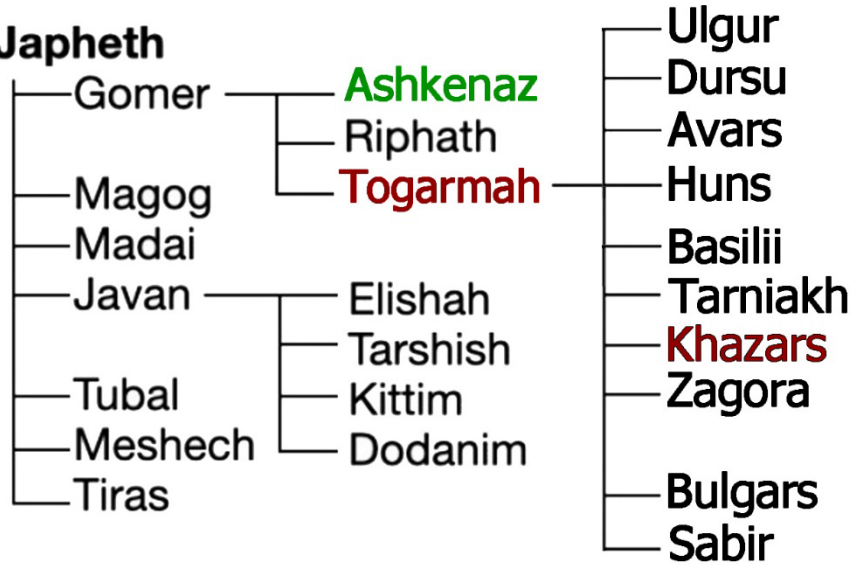 Japheth
Gomer
Magog
Madai
Javan
Tubal
Meshech
Tiras
Ashkenaz
Riphath
Togarmah
Elishah
Tarshish
Kittim
Dodanim
Ulgur
Dursu
Avars
Huns
Basilii
Tarniakh
Khazars
Zagora
Bulgars
Sabir